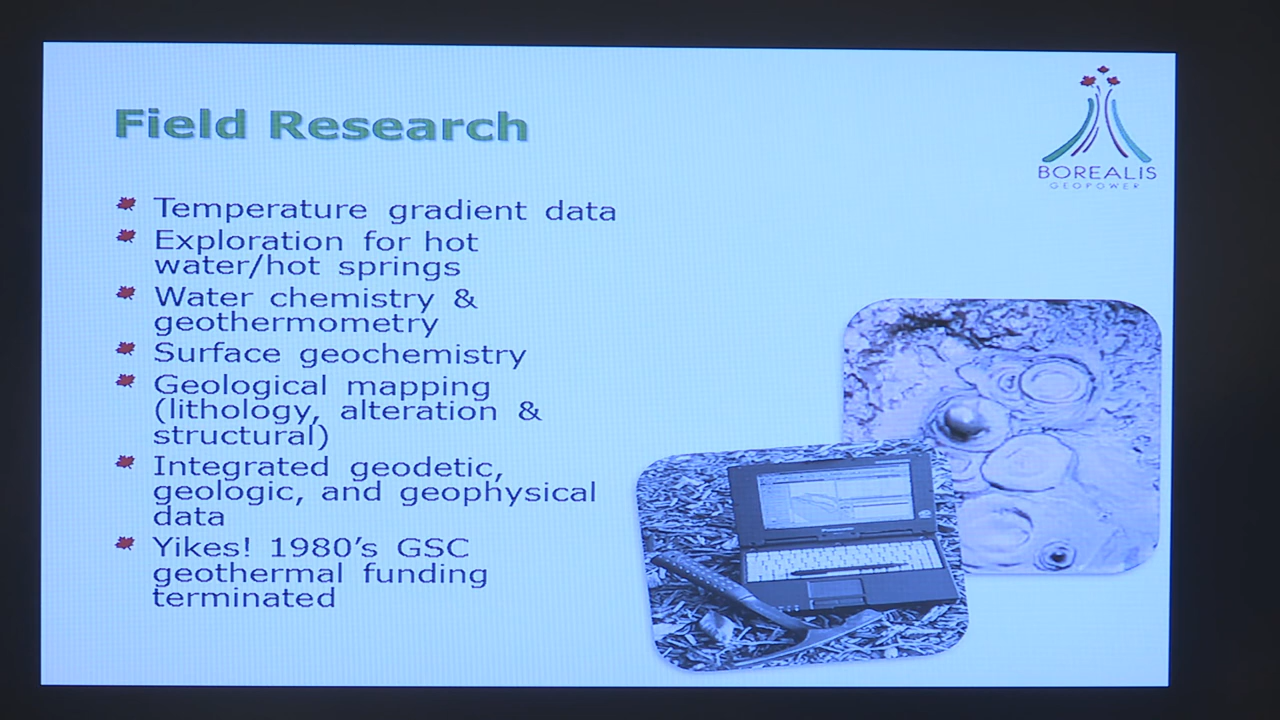 Field Research
BOREALIS
GEOPOWER
Temperature gradient data
Exploration for hot
water/hot springs
Water chemistry &
geothermometry
Surface geochemistry
Geological mapping
(lithology, alteration &
structural)
Integrated geodetic,
geologic, and geophysical
data
Yikes! 1980's GSC
geothermal funding
terminated